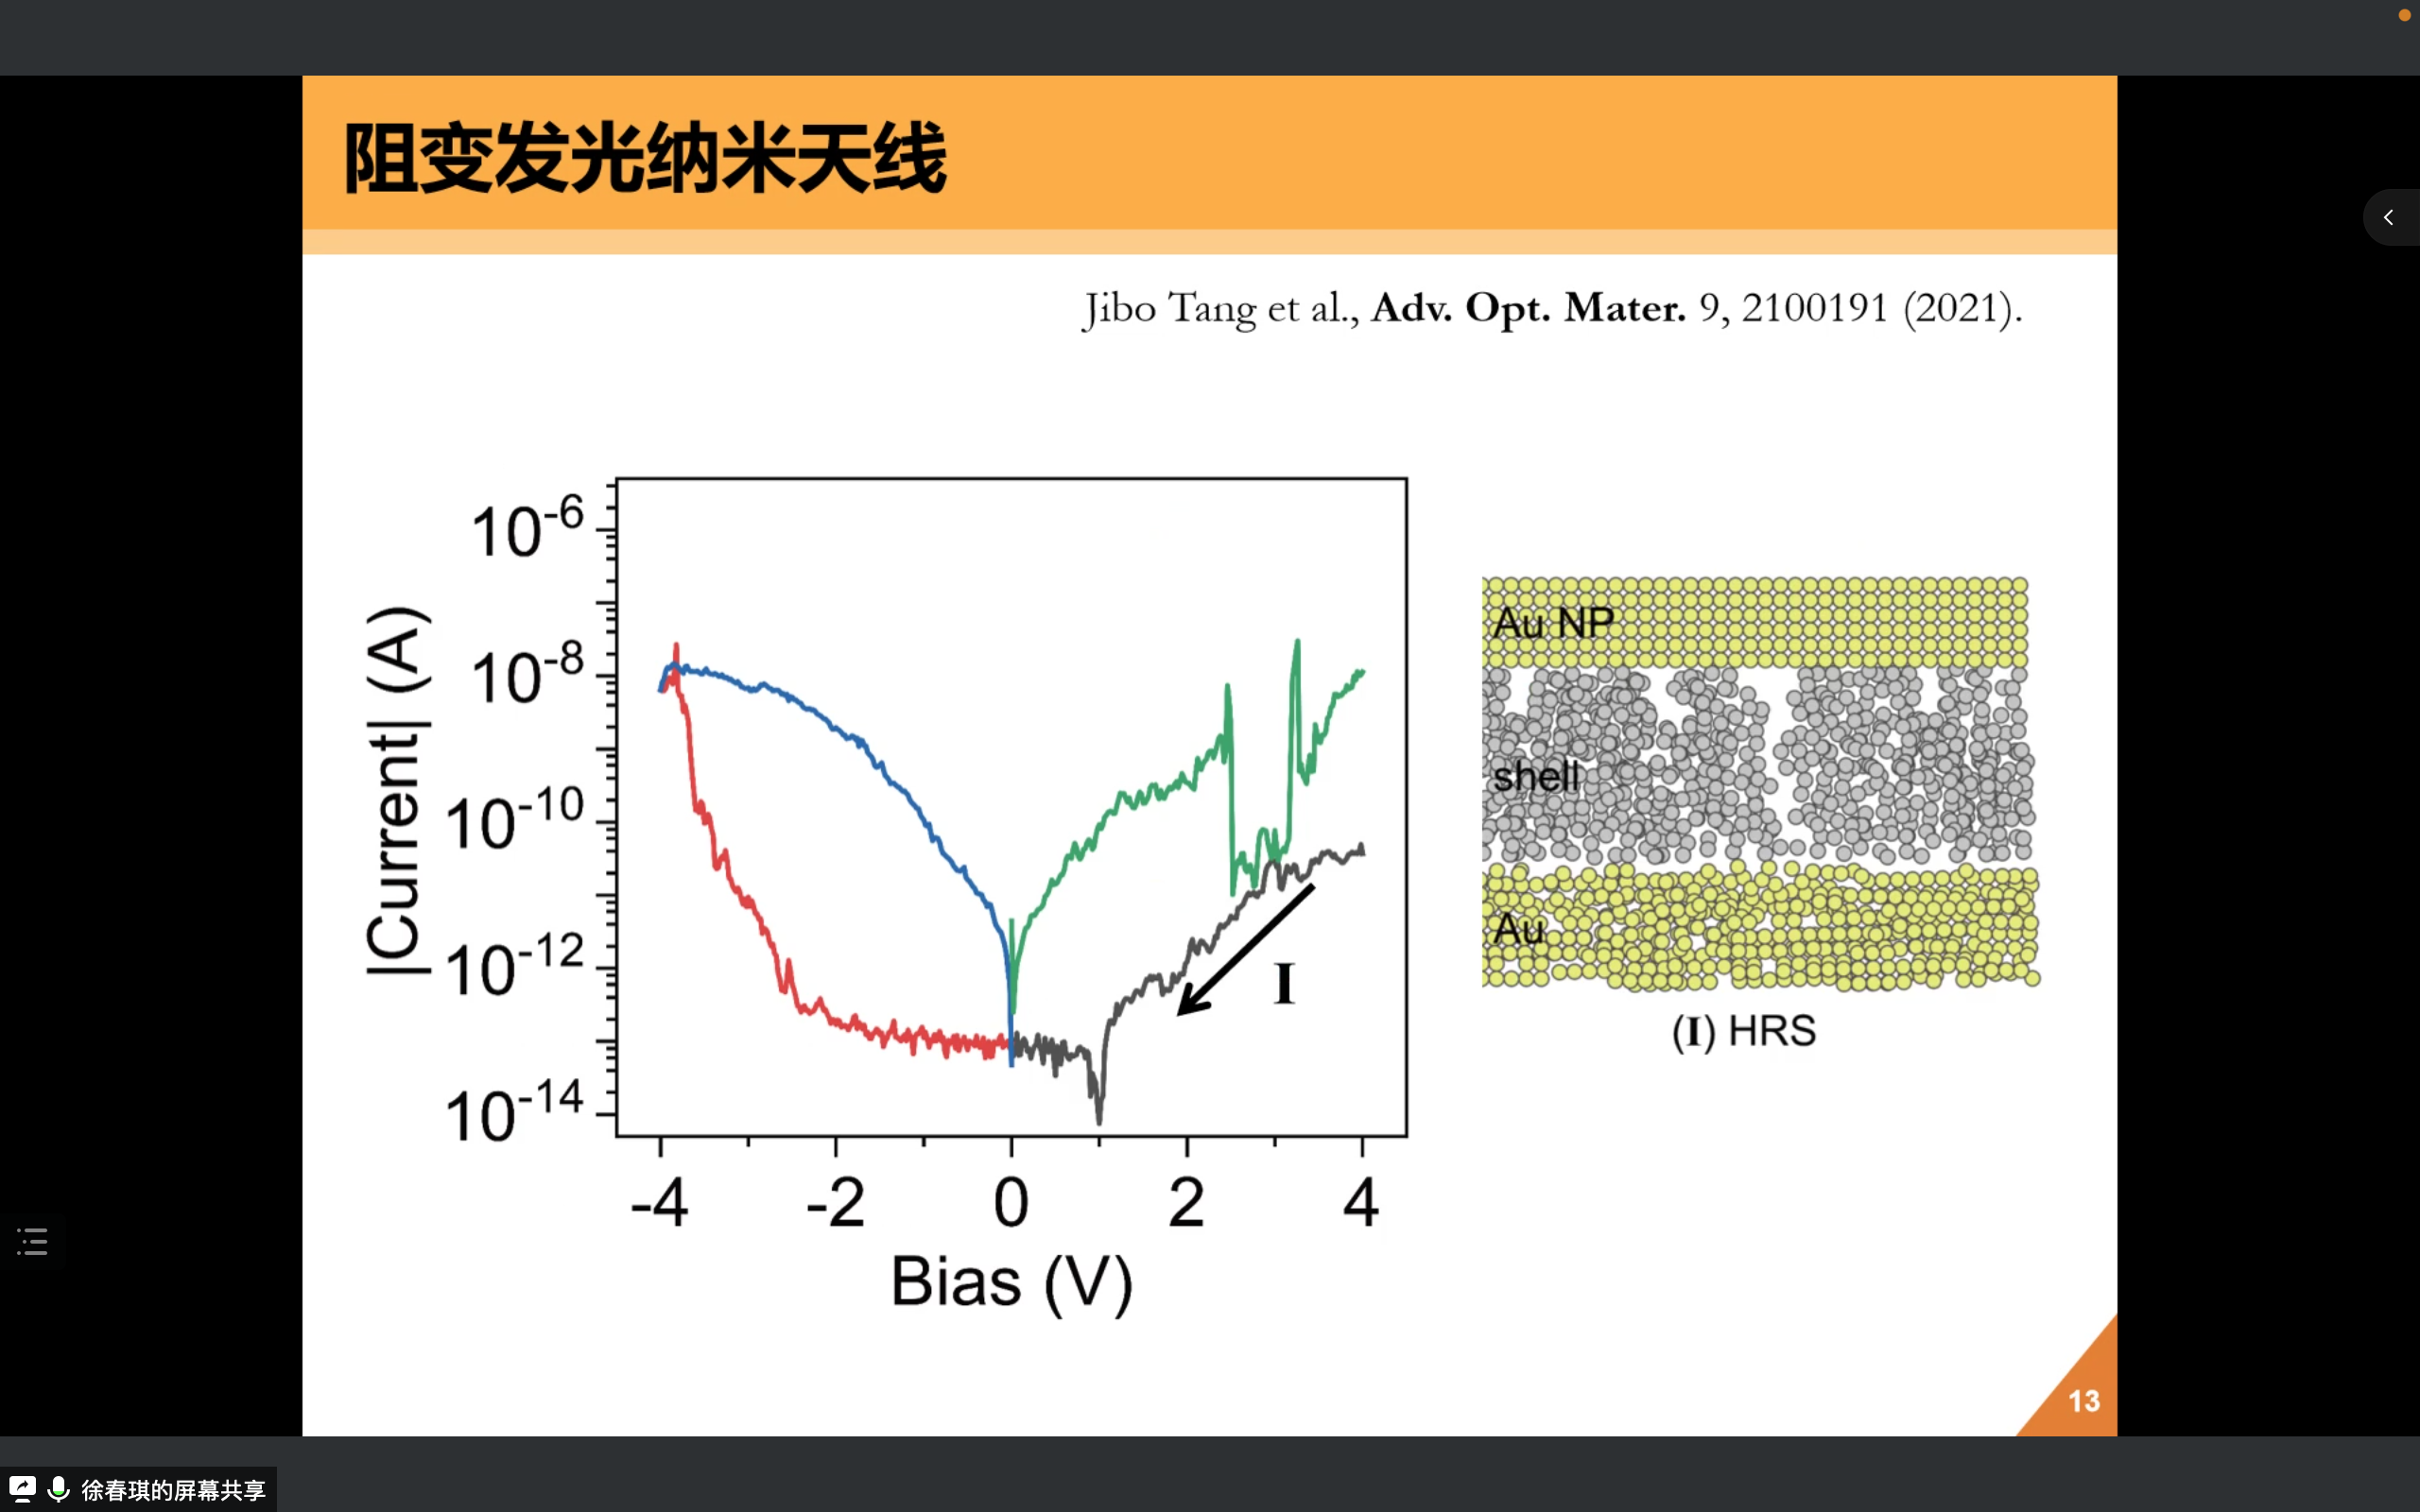 阻变发光纳米天线
Jibo Tang et al., Adv. Opt. Mater. 9, 2100191 (2021).
|Current| (A)
10-6
10-8
10-10
10-12
10-14
-4 -2 0 2 4
Bias (V)
I
Au NP
shell
Au
(I) HRS
13
徐春琪的屏幕共享